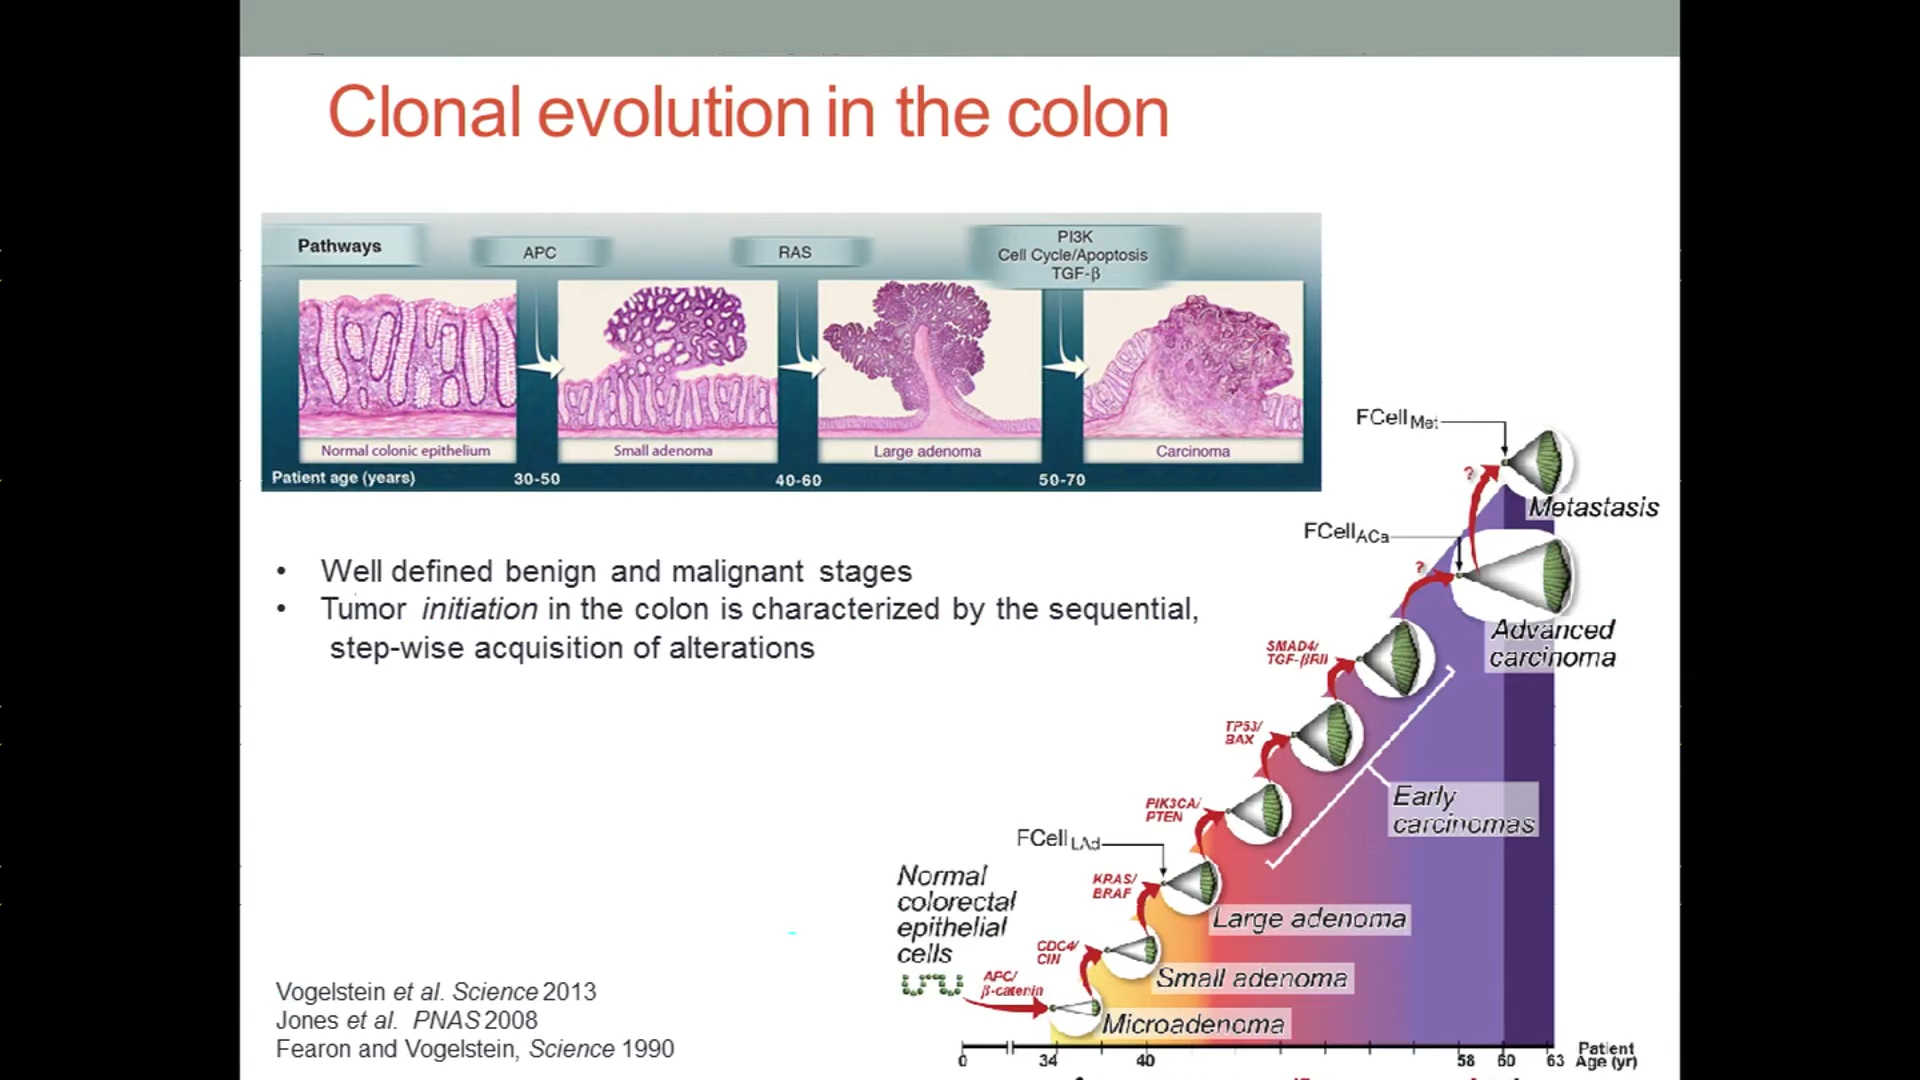 Clonal evolution in the colon
Pathways
APC
RAS
PI3K
Cell Cycle/Apoptosis
TGF-β
Normal colonic epithelium
Small adenoma
Large adenoma
Carcinoma
Patient age (years)
30-50
40-60
50-70
• Well defined benign and malignant stages
• Tumor initiation in the colon is characterized by the sequential,
step-wise acquisition of alterations
FCell Met
?
Metastasis
FCell ACa
?
Advanced
carcinoma
SMAD4/
TGF-βRII
TP53/
BAX
Early
carcinomas
PIK3CA/
PTEN
FCell LAd
KRAS/
BRAF
Large adenoma
Normal
colorectal
epithelial
cells
CDC4/
CIN
Small adenoma
APC/
β-catenin
Microadenoma
0 34 40 58 60 63
Patient
Age (yr)
Vogelstein et al. Science 2013
Jones et al. PNAS 2008
Fearon and Vogelstein, Science 1990